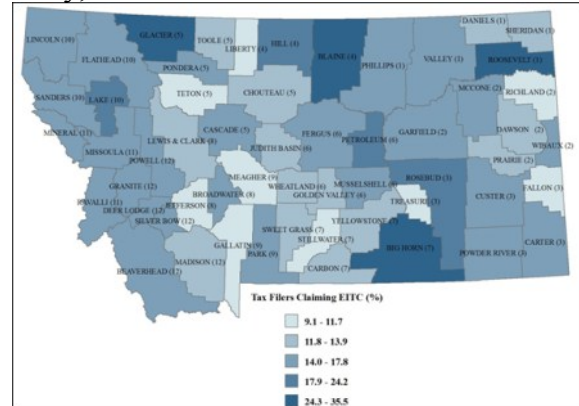 DANIELS (1)
SHERIDAN (1)
LINCOLN (10)
GLACIER (5)
TOOLE (5)
LIBERTY (4)
HILL (4)
BLAINE (4)
PHILLIPS (1)
VALLEY (1)
ROOSEVELT (1)
FLATHEAD (10)
PONDERA (5)
RICHLAND (2)
MCCONE (2)
SANDERS (10)
LAKE (10)
TETON (5)
CHOUTEAU (5)
MINERAL (11)
CASCADE (5)
FERGUS (6)
PETROLEUM (6)
GARFIELD (2)
DAWSON (2)
WIBAUX (2)
MISSOULA (11)
LEWIS & CLARK (8)
JUDITH BASIN (6)
PRAIRIE (2)
POWELL (12)
MEAGHER (9)
GRANITE (12)
BROADWATER (8)
WHEATLAND (6)
MUSSELSHELL (6)
ROSEBUD (3)
FALLON (3)
GOLDEN VALLEY (6)
CUSTER (3)
RAVALLI (11)
JEFFERSON (8)
TREASURE (3)
DEER LODGE (12)
SILVER BOW (12)
SWEET GRASS (7)
YELLOWSTONE (7)
STILLWATER (7)
GALLATIN (9)
PARK (9)
BIG HORN (7)
CARTER (3)
POWDER RIVER (3)
MADISON (12)
CARBON (7)
BEAVERHEAD (12)
Tax Filers Claiming EITC (%)
9.1 - 11.7
11.8 - 13.9
14.0 - 17.8
17.9 - 24.2
24.3 - 35.5